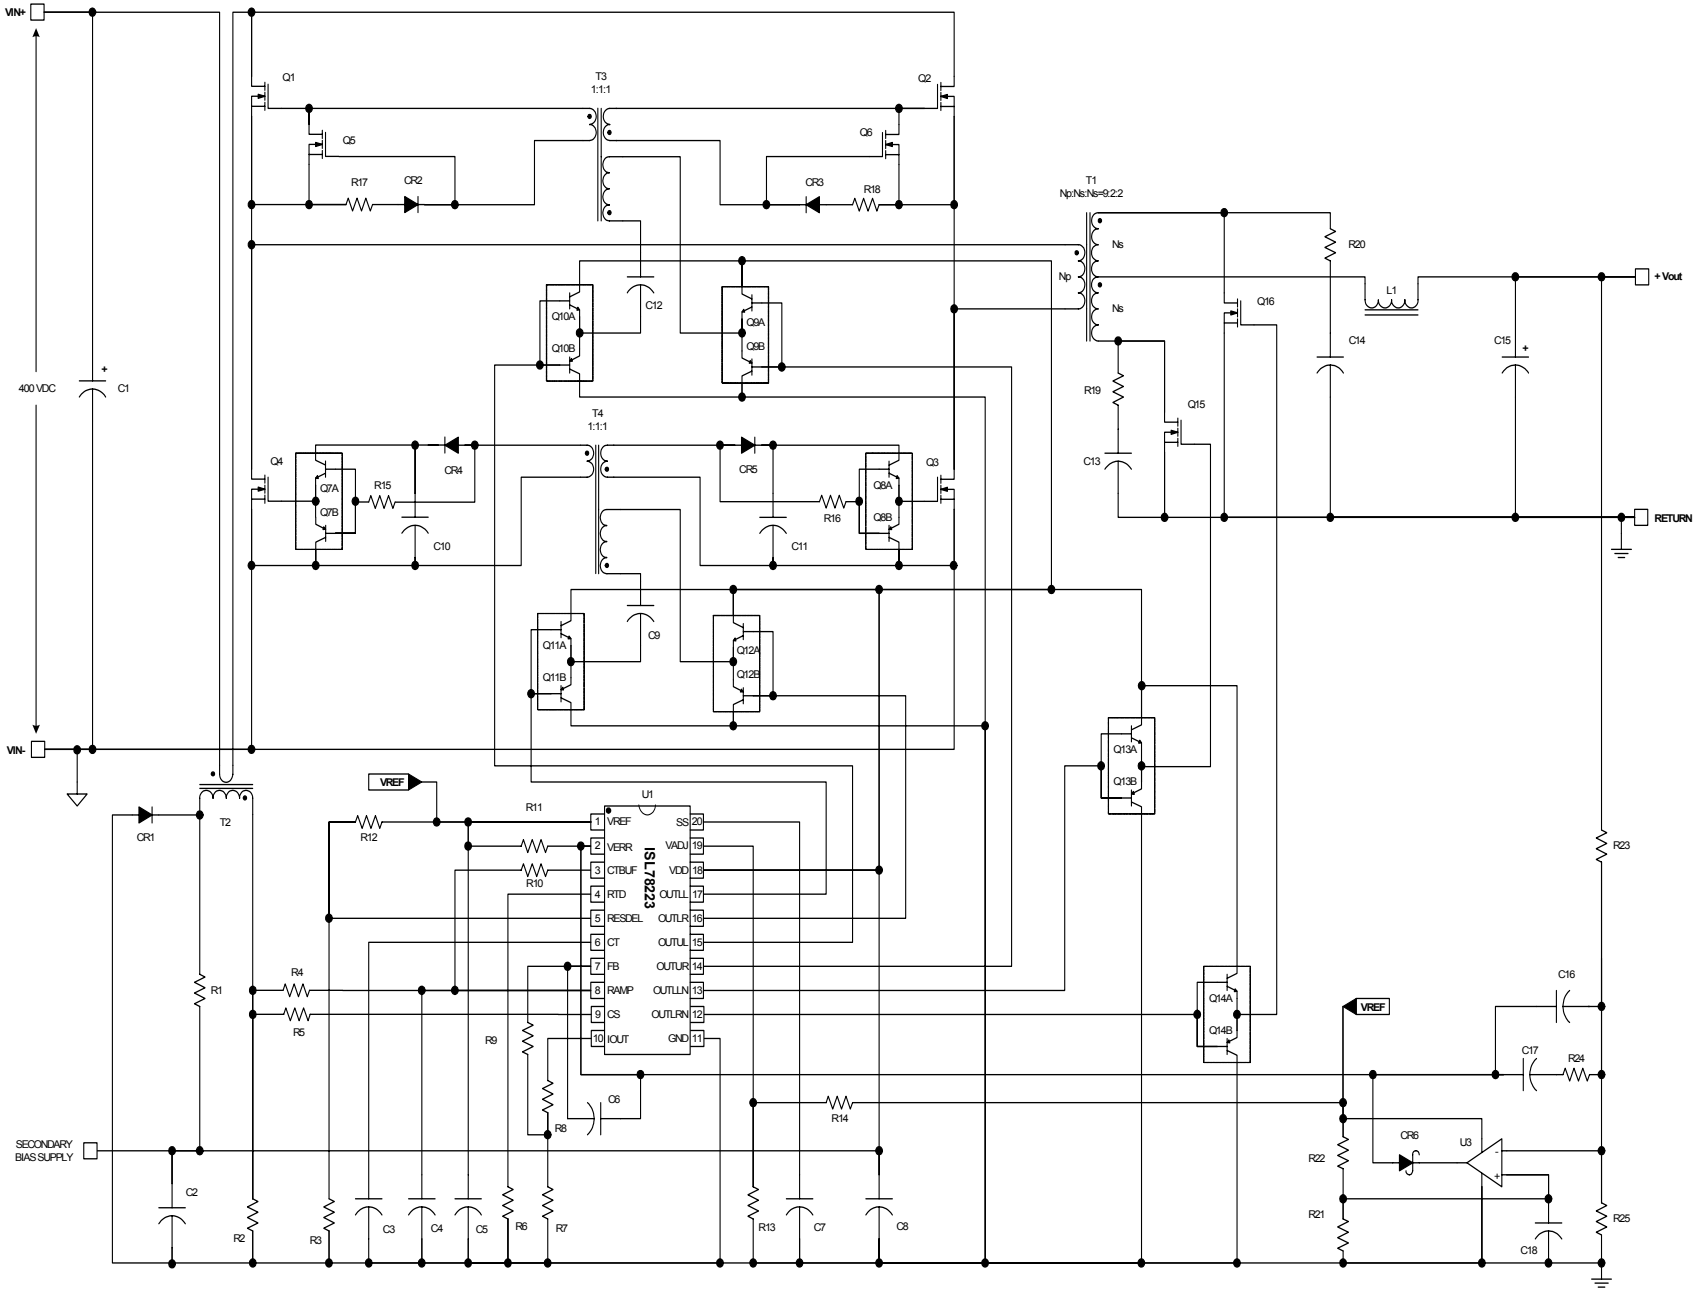 VIN+
Q1
T3
1:1:1
Q2
Q5
Q6
R17
CR2
CR3
R18
T1
Np:Ns:Ns=9:2:2
Ns
R20
Np
+ Vout
L1
Q10A
C12
Q9A
Ns
Q16
Q10B
Q9B
C14
C15
+
400 VDC
+
C1
R19
Q15
T4
1:1:1
Q4
CR4
CR5
Q3
C13
Q7A
R15
Q8A
Q7B
R16
Q8B
RETURN
C10
C11
Q11A
C9
Q12A
Q11B
Q12B
VIN-
Q13A
VREF
Q13B
U1
R11
T2
CR1
R12
1 VREF
SS 20
2 VERR
VADJ 19
R23
3 CTBUF
VDD 18
R10
ISL78223
4 RTD
OUTLL 17
5 RESDEL
OUTLR 16
6 CT
OUTUL 15
7 FB
OUTUR 14
R4
C16
R1
8 RAMP
OUTLLN 13
Q14A
VREF
9 CS
OUTLRN 12
R5
Q14B
R9
10 IOUT
GND 11
C17
R24
C6
R14
R8
SECONDARY
BIAS SUPPLY
CR6
U3
-
+
R22
C2
R21
R2
R3
C3
C4
C5
R6
R7
R13
C7
C8
C18
R25